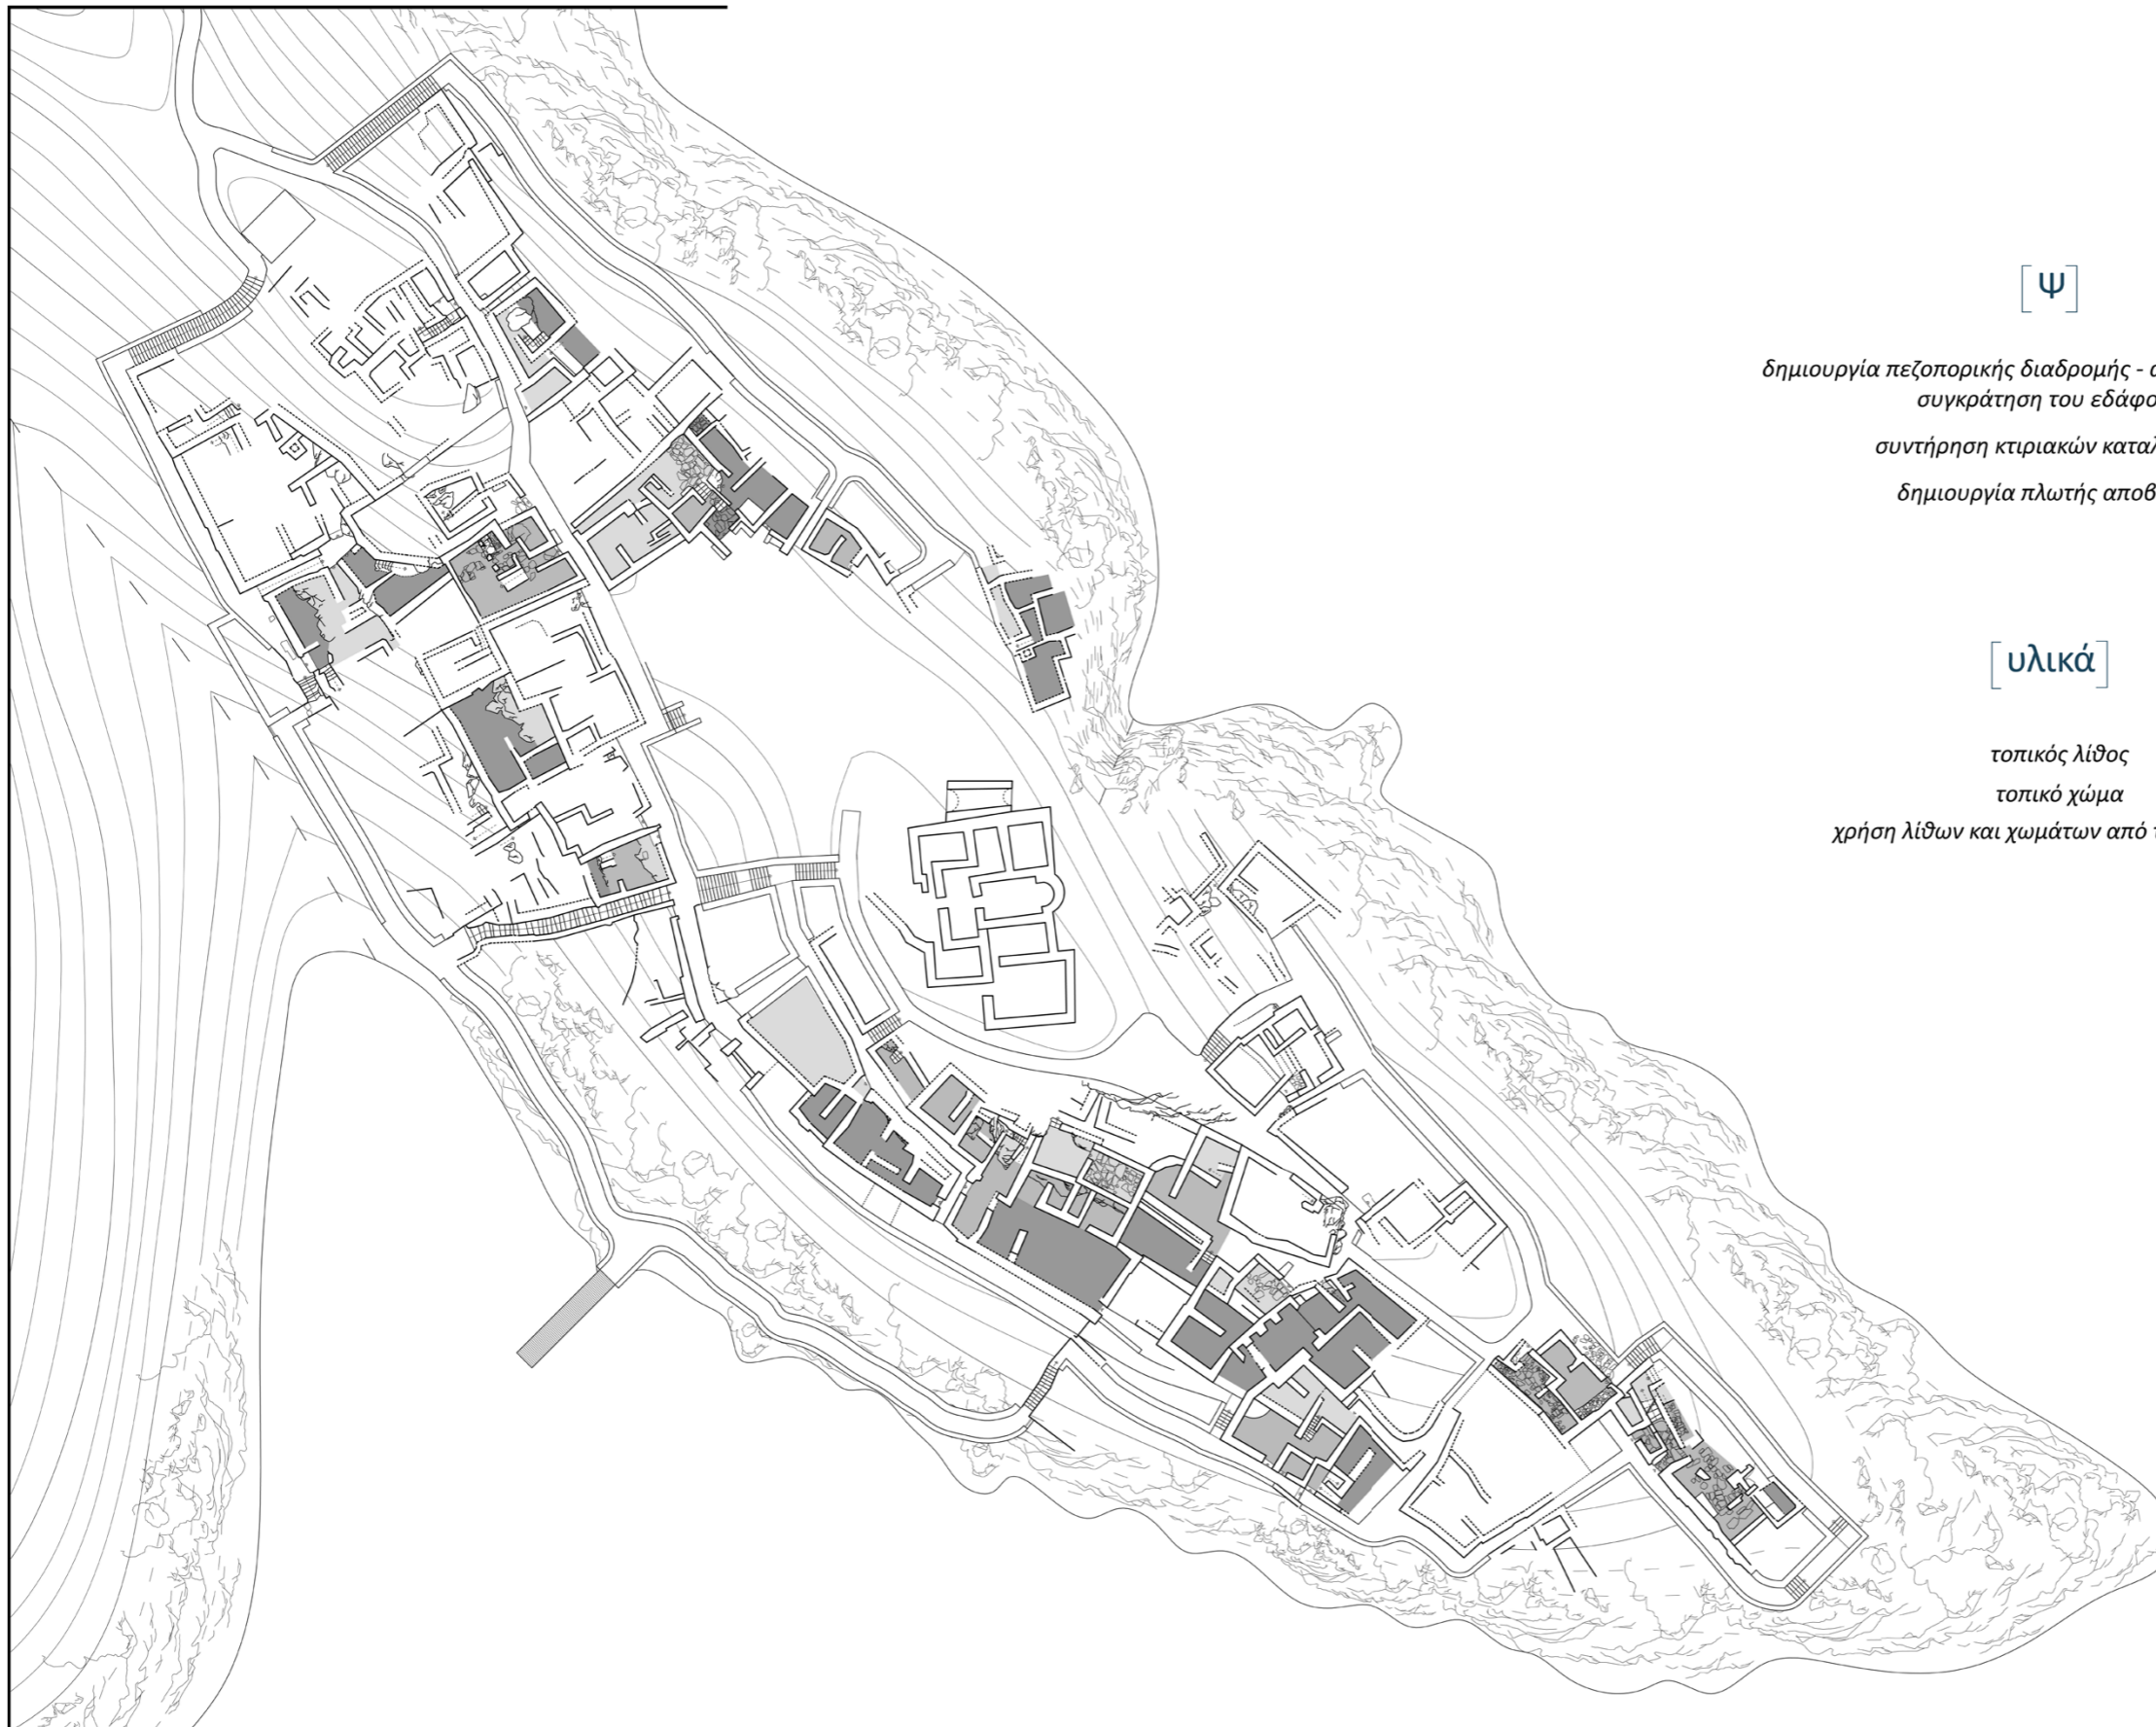 [Ψ]
δημιουργία πεζοπορικής διαδρομής -
συγκράτηση του
συντήρηση κτιριακών
δημιουργία πλωτής
[υλικά]
τοπικός λίθος
τοπικό χώμα
χρήση λίθων και χωμάτων από